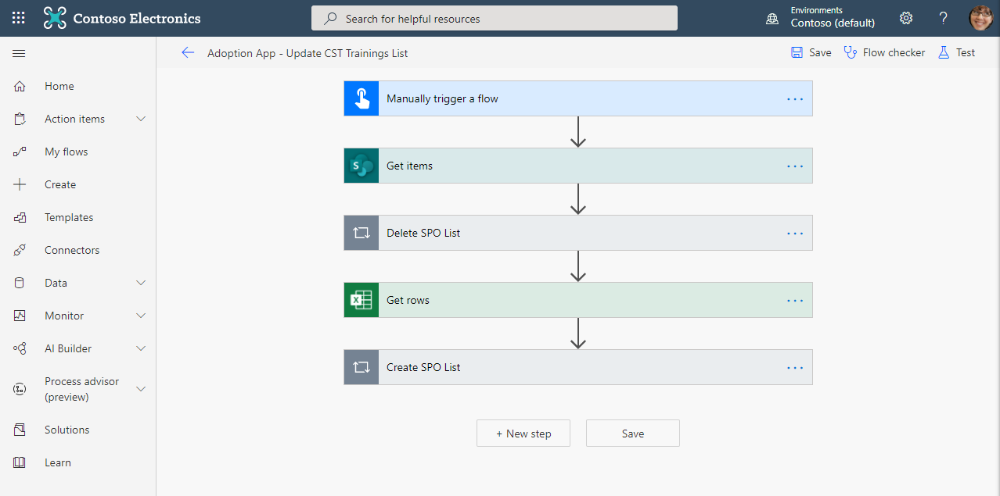 Contoso Electronics
Search for helpful resources
Environments
Contoso (default)
?
Adoption App - Update CST Trainings List
Save
Flow checker
Test
Home
Action items
My flows
Create
Templates
Connectors
Data
Monitor
AI Builder
Process advisor
(preview)
Solutions
Learn
Manually trigger a flow
S
Get items
Delete SPO List
X
Get rows
Create SPO List
+ New step
Save